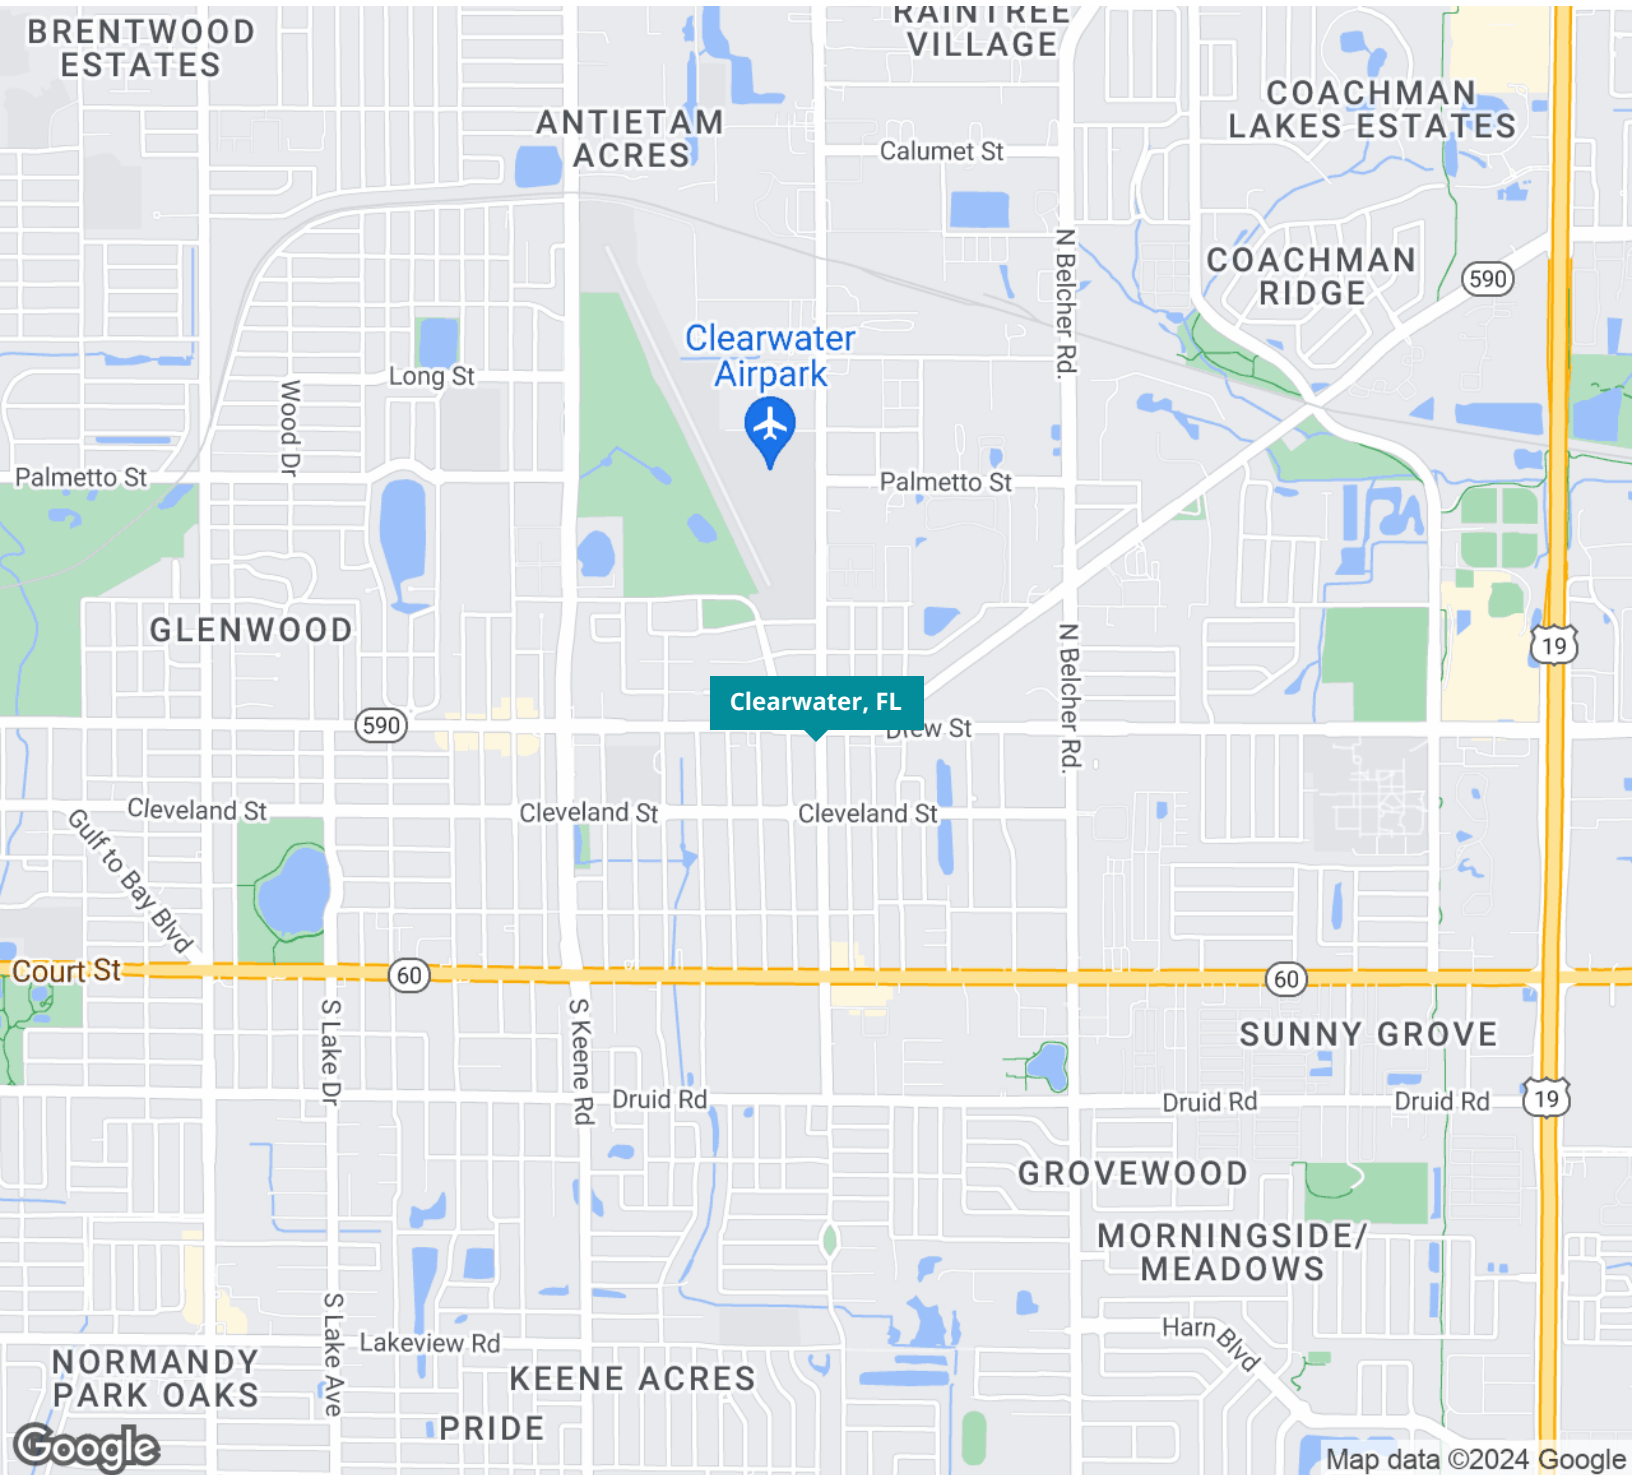 BRENTWOOD
ESTATES
RAINTREE
VILLAGE
COACHMAN
LAKES ESTATES
ANTIETAM
ACRES
Calumet St
N Belcher Rd.
COACHMAN
RIDGE
590
Clearwater
Airpark
Long St
Wood Dr
Palmetto St
Palmetto St
GLENWOOD
N Belcher Rd.
19
Clearwater, FL
590
Drew St
Cleveland St
Cleveland St
Cleveland St
Gulf to Bay Blvd
Court St
60
60
S Lake Dr
S Keene Rd
SUNNY GROVE
Druid Rd
Druid Rd
Druid Rd
19
GROVEWOOD
MORNINGSIDE/
MEADOWS
S Lake Ave
Lakeview Rd
Harn Blvd
NORMANDY
PARK OAKS
KEENE ACRES
PRIDE
Google
Map data ©2024 Google